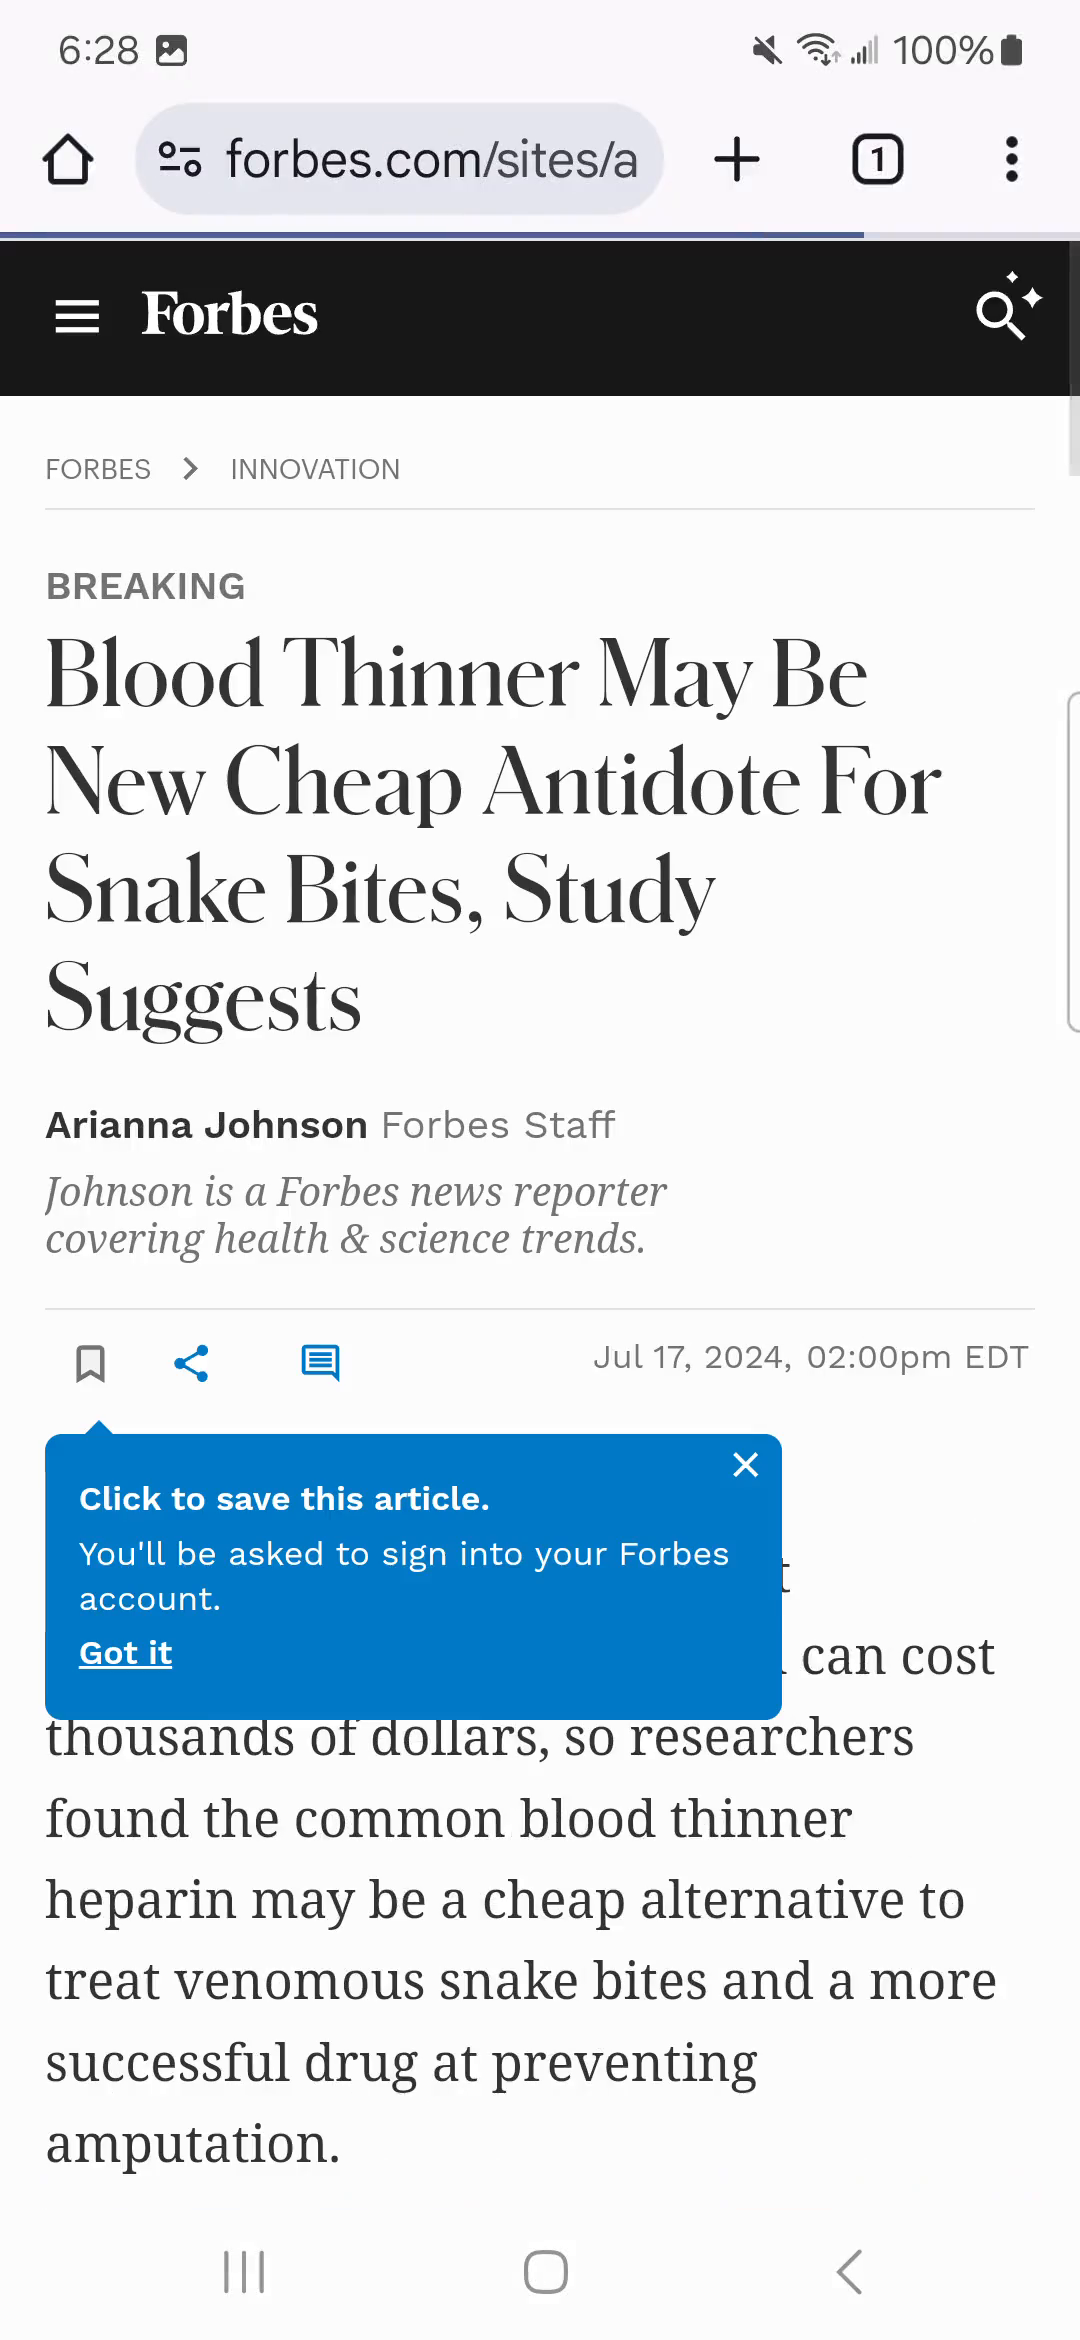 6:28
100%
forbes.com/sites/a
1
Forbes
FORBES > INNOVATION
BREAKING
Blood Thinner May Be
New Cheap Antidote For
Snake Bites, Study
Suggests
Arianna Johnson Forbes Staff
Johnson is a Forbes news reporter
covering health & science trends.
Jul 17, 2024, 02:00pm EDT
Click to save this article.
You'll be asked to sign into your Forbes
account.
Got it
can cost
thousands of dollars, so researchers
found the common blood thinner
heparin may be a cheap alternative to
treat venomous snake bites and a more
successful drug at preventing
amputation.